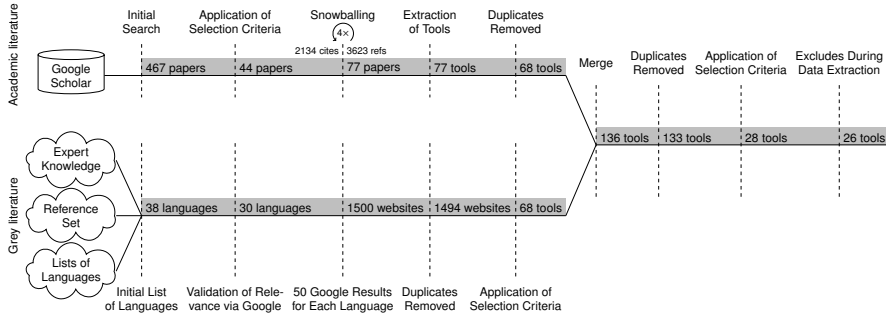 Academic literature
Initial
Search
Application of
Selection Criteria
Snowballing
4×
2134 cites
3623 refs
Extraction
of Tools
Duplicates
Removed
Google
Scholar
467 papers
44 papers
77 papers
77 tools
68 tools
Merge
Duplicates
Removed
Application of
Selection Criteria
Excludes During
Data Extraction
136 tools
133 tools
28 tools
26 tools
Grey literature
Expert
Knowledge
Reference
Set
Lists of
Languages
38 languages
30 languages
1500 websites
1494 websites
68 tools
Initial List
of Languages
Validation of Rele-
vance via Google
50 Google Results
for Each Language
Duplicates
Removed
Application of
Selection Criteria